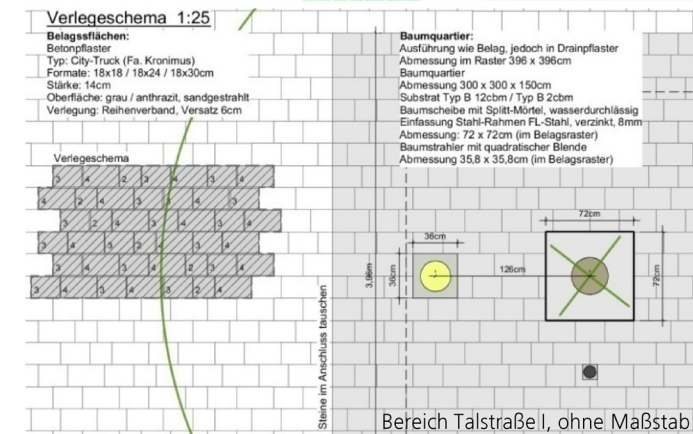 Verlegeschema 1:25
Belagssflächen:
Betonpflaster
Typ: City-Truck (Fa. Kronimus)
Formate: 18x18 / 18x24 / 18x30cm
Stärke: 14cm
Oberfläche: grau / anthrazit, sandgestrahlt
Verlegung: Reihenverband, Versatz 6cm
Verlegeschema
Baumquartier:
Ausführung wie Belag, jedoch in Drainpflaster
Abmessung im Raster 396 x 396cm
Baumquartier
Abmessung 300 x 300 x 150cm
Substrat Typ B 12cbm / Typ B 2cbm
Baumscheibe mit Splitt-Mörtel, wasserdurchlässig
Einfassung Stahl-Rahmen FL-Stahl, verzinkt, 8mm
Abmessung: 72 x 72cm (im Belagsraster)
Baumstrahler mit quadratischer Blende
Abmessung 35,8 x 35,8cm (im Belagsraster)
72cm
36cm
3,96m
36cm
126cm
72cm
Steine im Anschluss tauschen
Bereich Talstraße I, ohne Maßstab